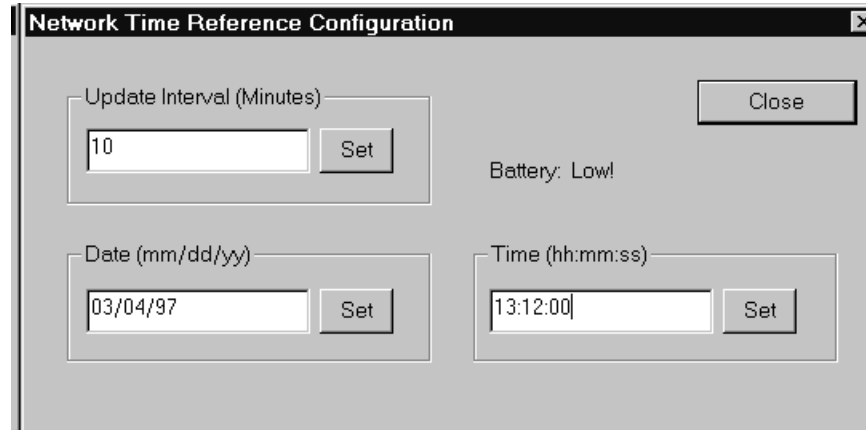 Network Time Reference Configuration
Update Interval (Minutes)
Close
10
Set
Battery: Low!
Date (mm/dd/yy)
Time (hh:mm:ss)
03/04/97
Set
13:12:00
Set